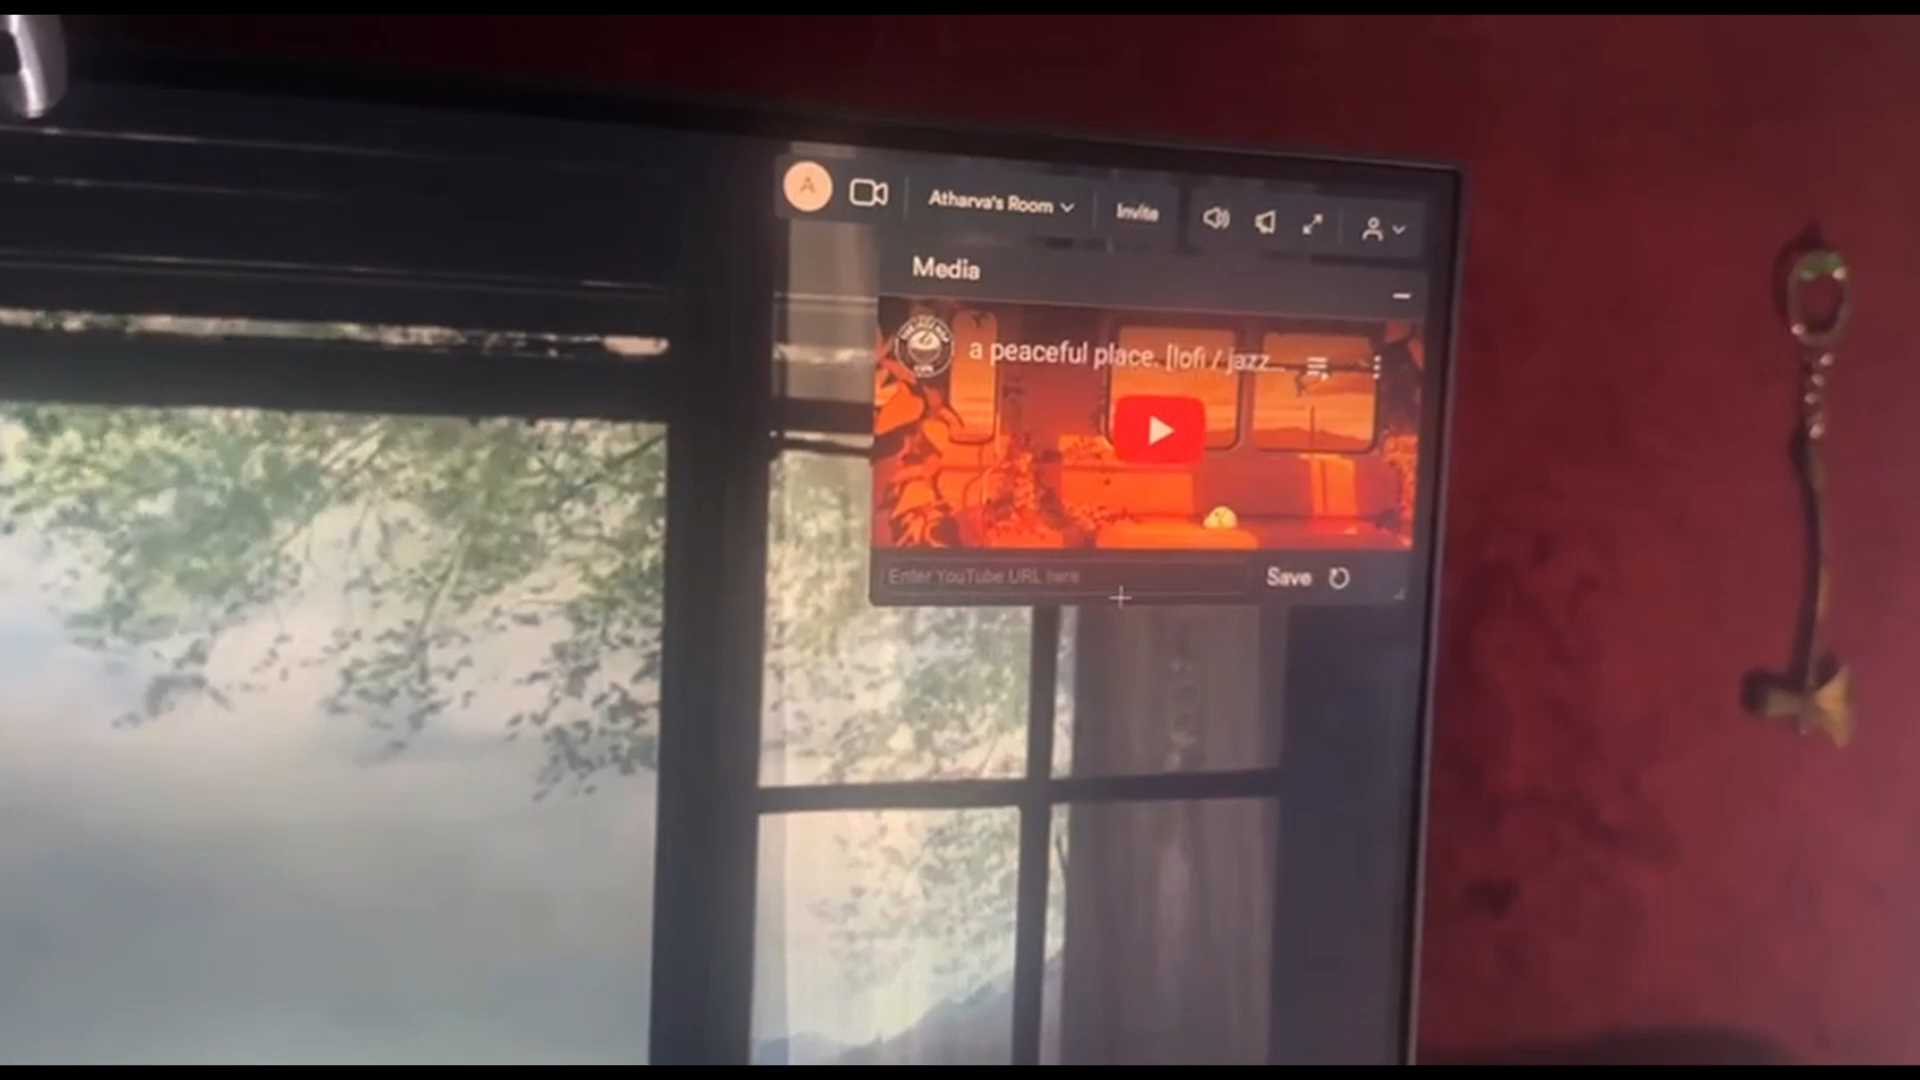 A
Atharva's Room
Invite
Media
a peaceful place. [lofi / jazz...
Enter YouTube URL here
Save